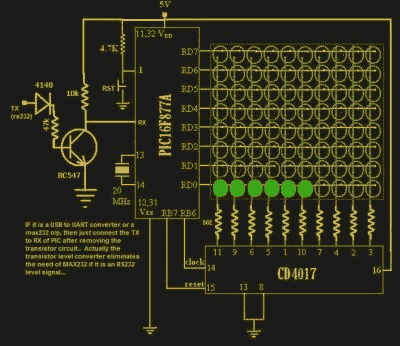 5V
11,32 VDD
4.7K
RD7
RD6
RD5
RD4
RD3
RD2
RD1
RD0
1
RST
4148
10k
TX
(rs232)
47k
RX
PIC16F877A
BC547
13
14
20
MHz
12,31
Vss
RB7
RB6
56E
11
9
6
5
1
10
7
4
2
3
IF it is a USB to UART converter or a
max232 o/p, then just connect the TX
to RX of PIC after removing the
transistor circuit.. Actually the
transistor level converter eliminates
the need of MAX232 if it an RS232
level signal...
clock
14
CD4017
16
reset
15
13
8